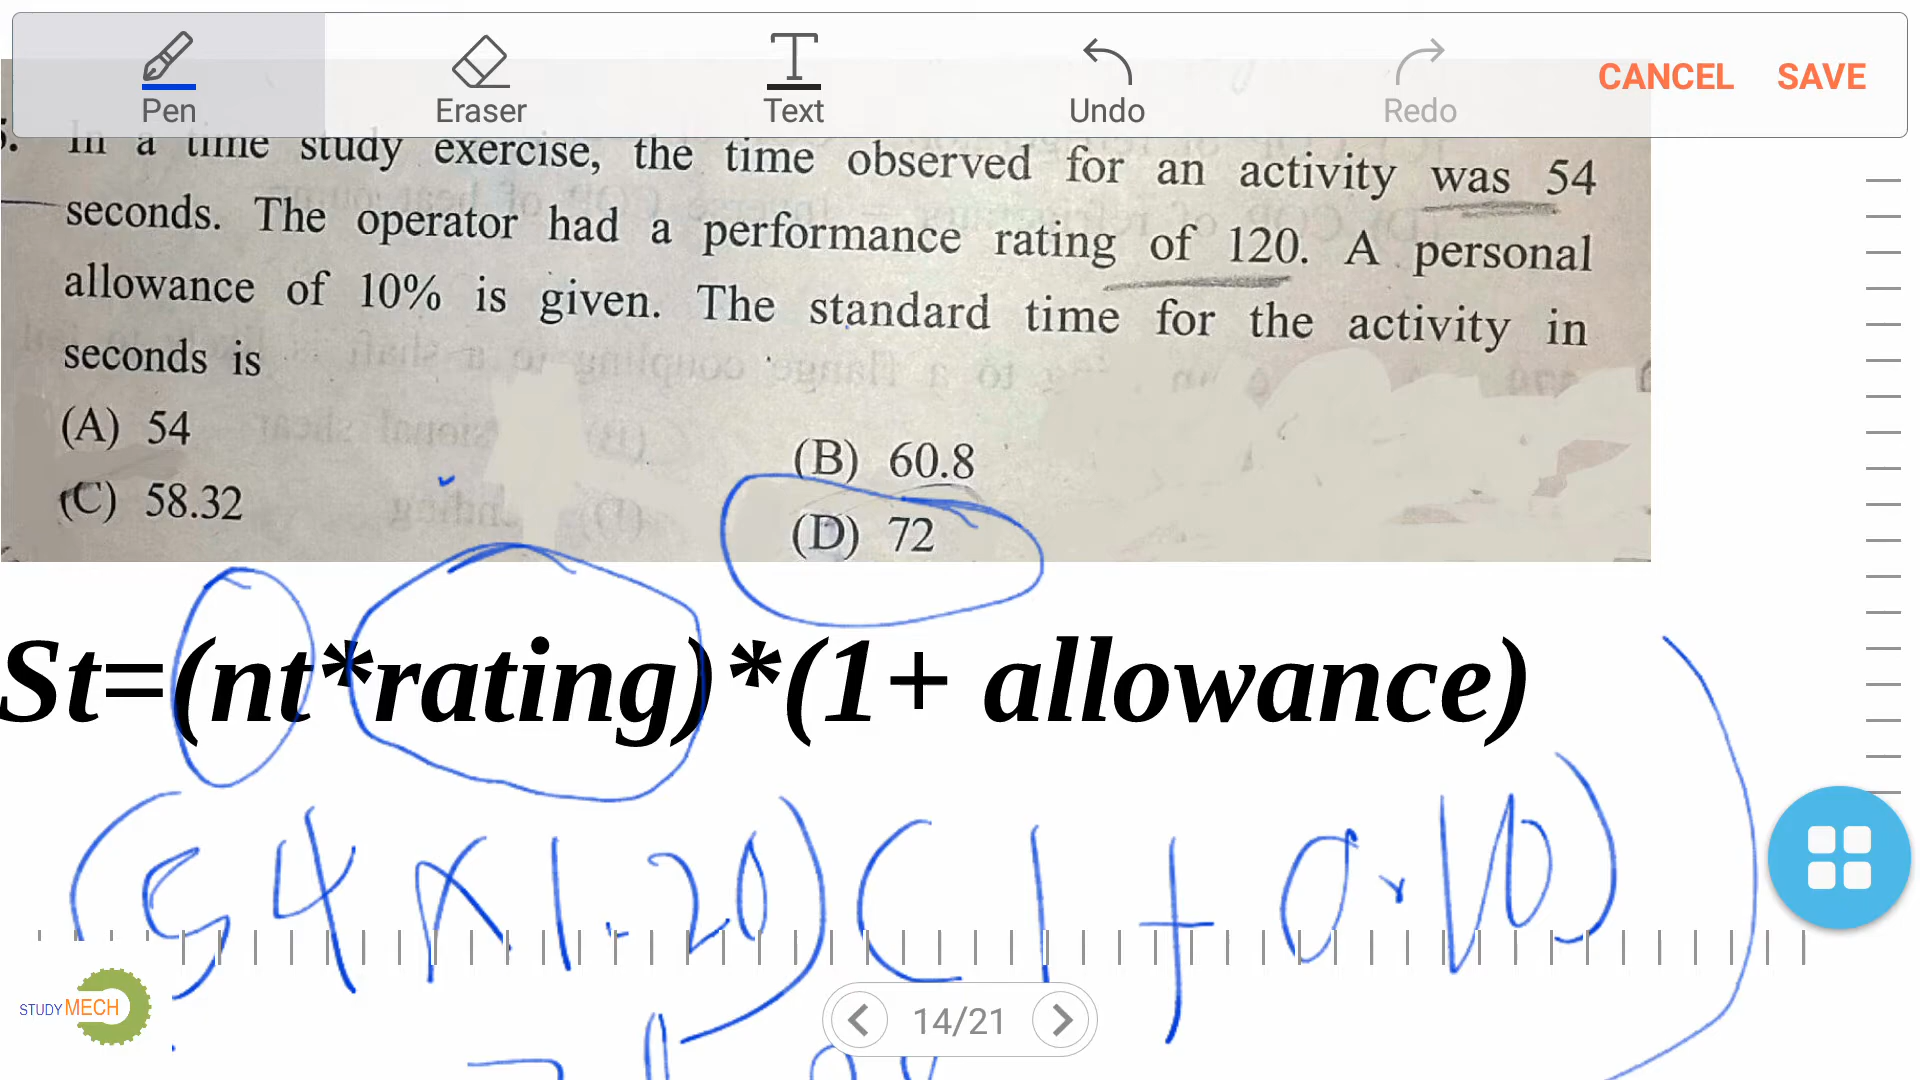 Pen
Eraser
Text
Undo
Redo
CANCEL SAVE
In a time study exercise, the time observed for an activity was 54
seconds. The operator had a performance rating of 120. A personal
allowance of 10% is given. The standard time for the activity in
seconds is
(A) 54
(B) 60.8
(C) 58.32
(D) 72
St=(nt*rating)*(1+ allowance)
(54 x 1.20) (1 + 0.10)
STUDY MECH
14/21